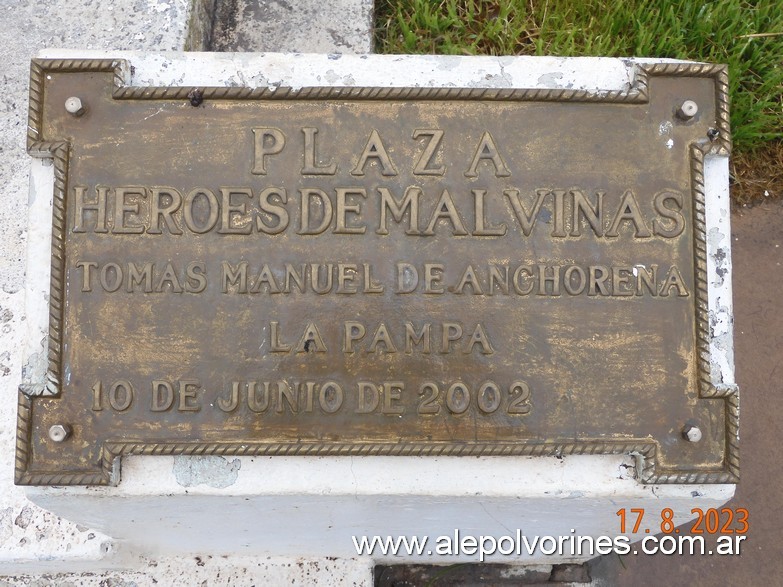 PLAZA
HEROES DE MALVINAS
TOMAS MANUEL DE ANCHORENA
LA PAMPA
10 DE JUNIO DE 2002
17. 8. 2023
www.alepolvorines.com.ar